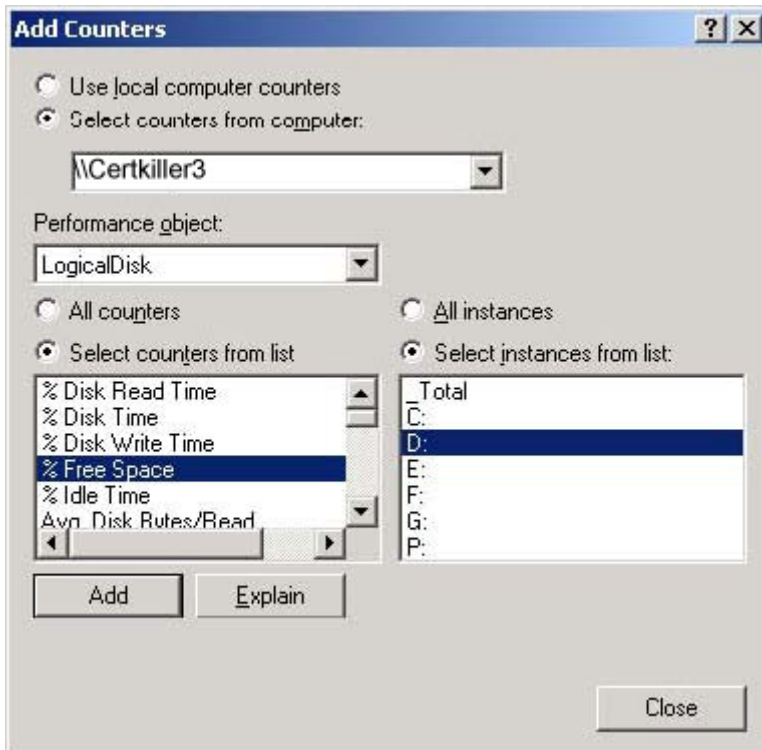 Add Counters
Use local computer counters
Select counters from computer:
\\Certkiller3
Performance object:
LogicalDisk
All counters
All instances
Select counters from list
Select instances from list:
% Disk Read Time
% Disk Time
% Disk Write Time
% Free Space
% Idle Time
Avg. Disk Bytes/Read
_Total
C:
D:
E:
F:
G:
P:
Add
Explain
Close